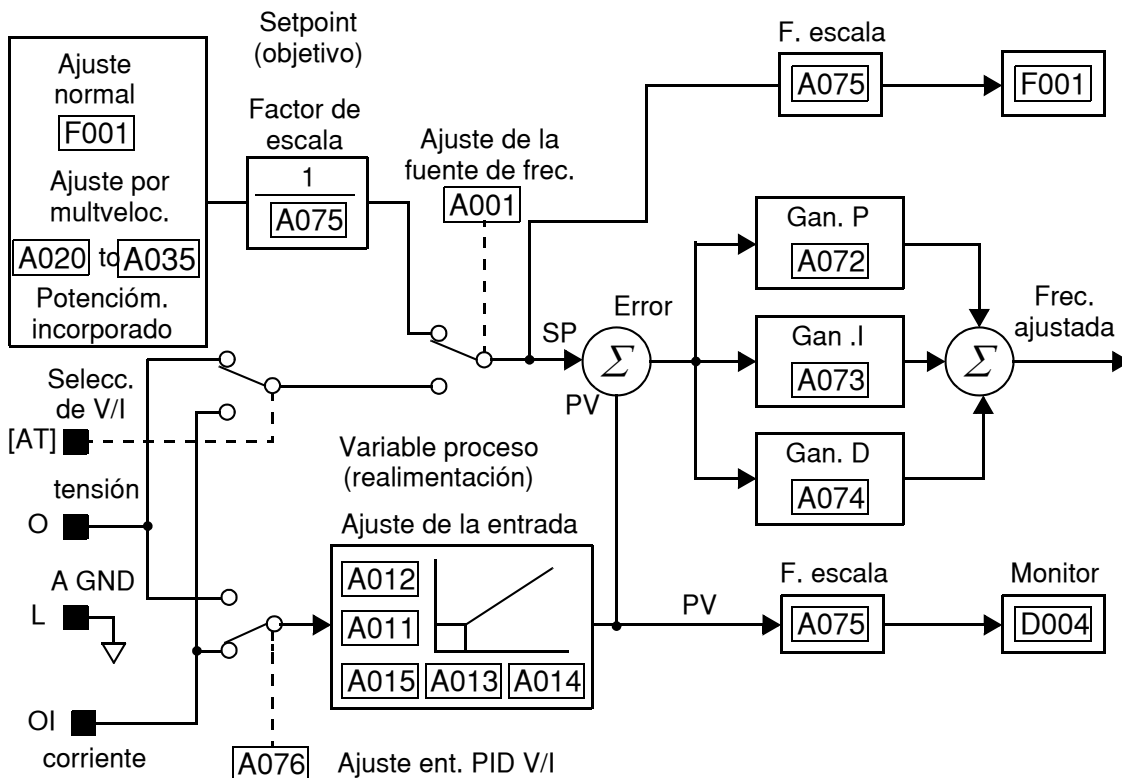 Setpoint
(objetivo)
F. escala
A075
F001
Ajuste
normal
F001
Ajuste por
multveloc.
A020 to A035
Potencióm.
incorporado
Factor de
escala
1
A075
Ajuste de la
fuente de frec.
A001
Gan. P
A072
Error
SP
Σ
PV
Gan .I
A073
Σ
Frec.
ajustada
Gan. D
A074
Selecc.
de V/I
[AT]
tensión
O
A GND
L
OI
corriente
Variable proceso
(realimentación)
Ajuste de la entrada
A012
A011
A015 A013 A014
PV
F. escala
A075
Monitor
D004
A076 Ajuste ent. PID V/I